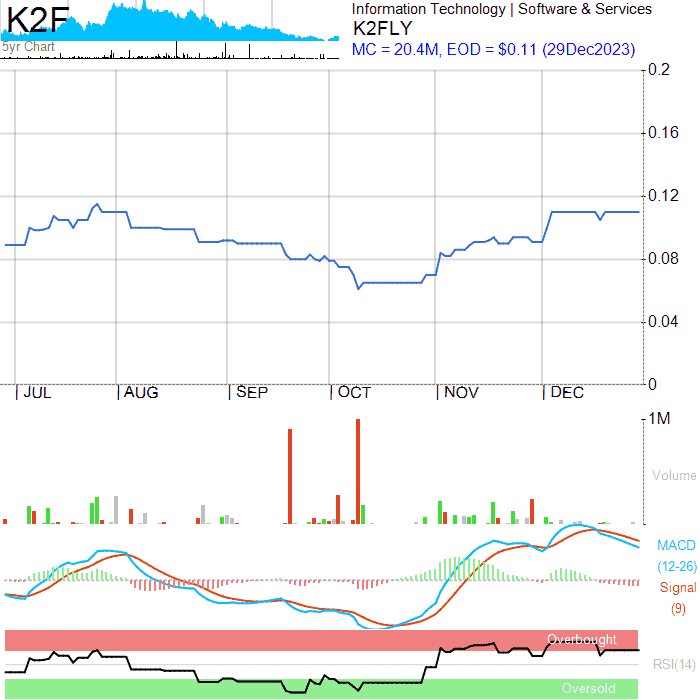 K2F
5yr Chart
Information Technology | Software & Services
K2FLY
MC = 20.4M, EOD = $0.11 (29Dec2023)
0.2
0.16
0.12
0.08
0.04
0
| JUL | AUG | SEP | OCT | NOV | DEC
1M
Volume
MACD
(12-26)
Signal
(9)
Overbought
RSI(14)
Oversold